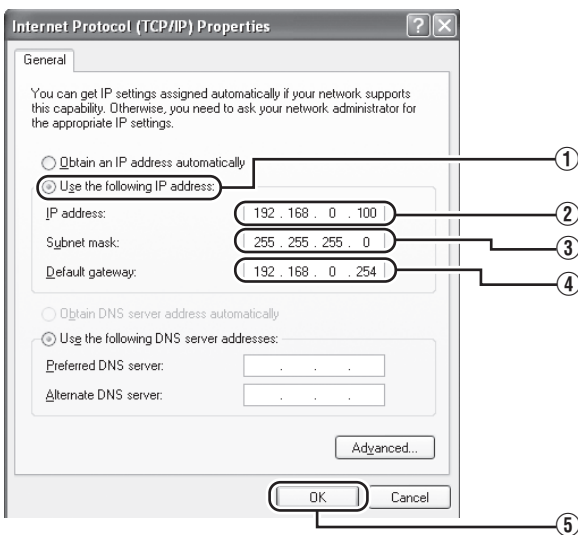 Internet Protocol (TCP/IP) Properties
General
You can get IP settings assigned automatically if your network supports
this capability. Otherwise, you need to ask your network administrator for
the appropriate IP settings.
Obtain an IP address automatically
①
Use the following IP address:
IP address: 192 . 168 . 0 . 100
②
Subnet mask: 255 . 255 . 255 . 0
③
Default gateway: 192 . 168 . 0 . 254
④
Obtain DNS server address automatically
Use the following DNS server addresses:
Preferred DNS server: . . .
Alternate DNS server: . . .
Advanced...
OK Cancel
⑤